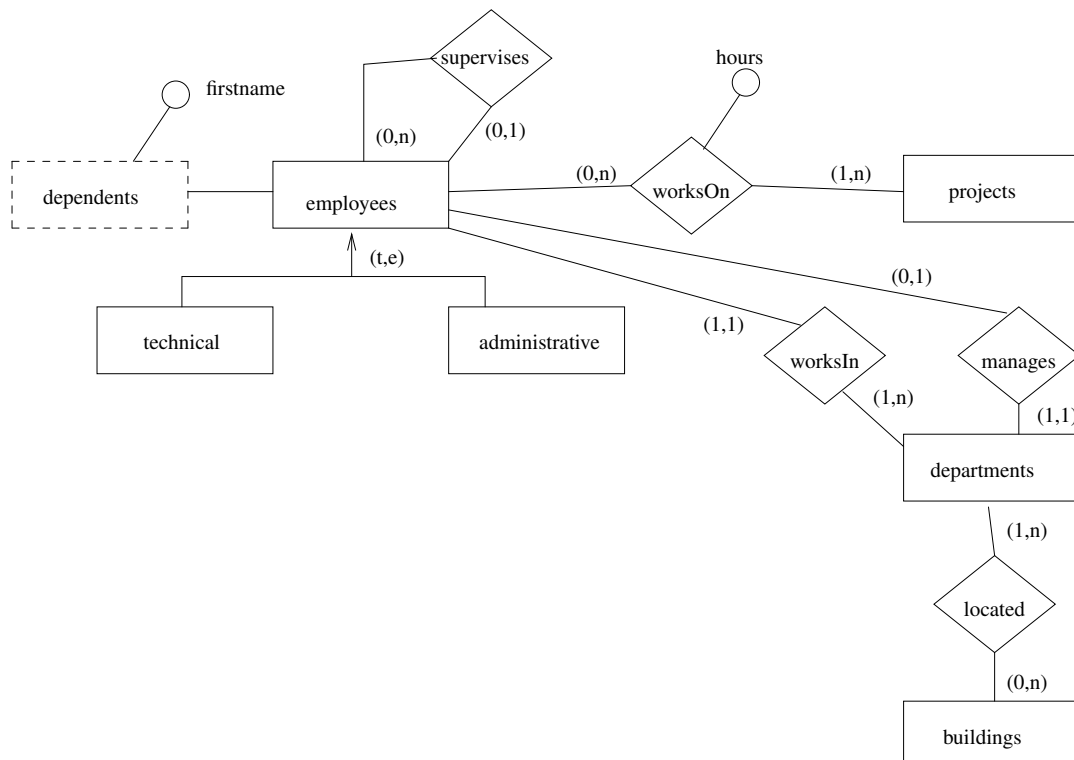 hours
supervises
firstname
(0,n)
(0,1)
(0,n)
(1,n)
dependents
employees
worksOn
projects
(t,e)
(0,1)
(1,1)
technical
administrative
worksIn
manages
(1,n)
(1,1)
departments
(1,n)
located
(0,n)
buildings